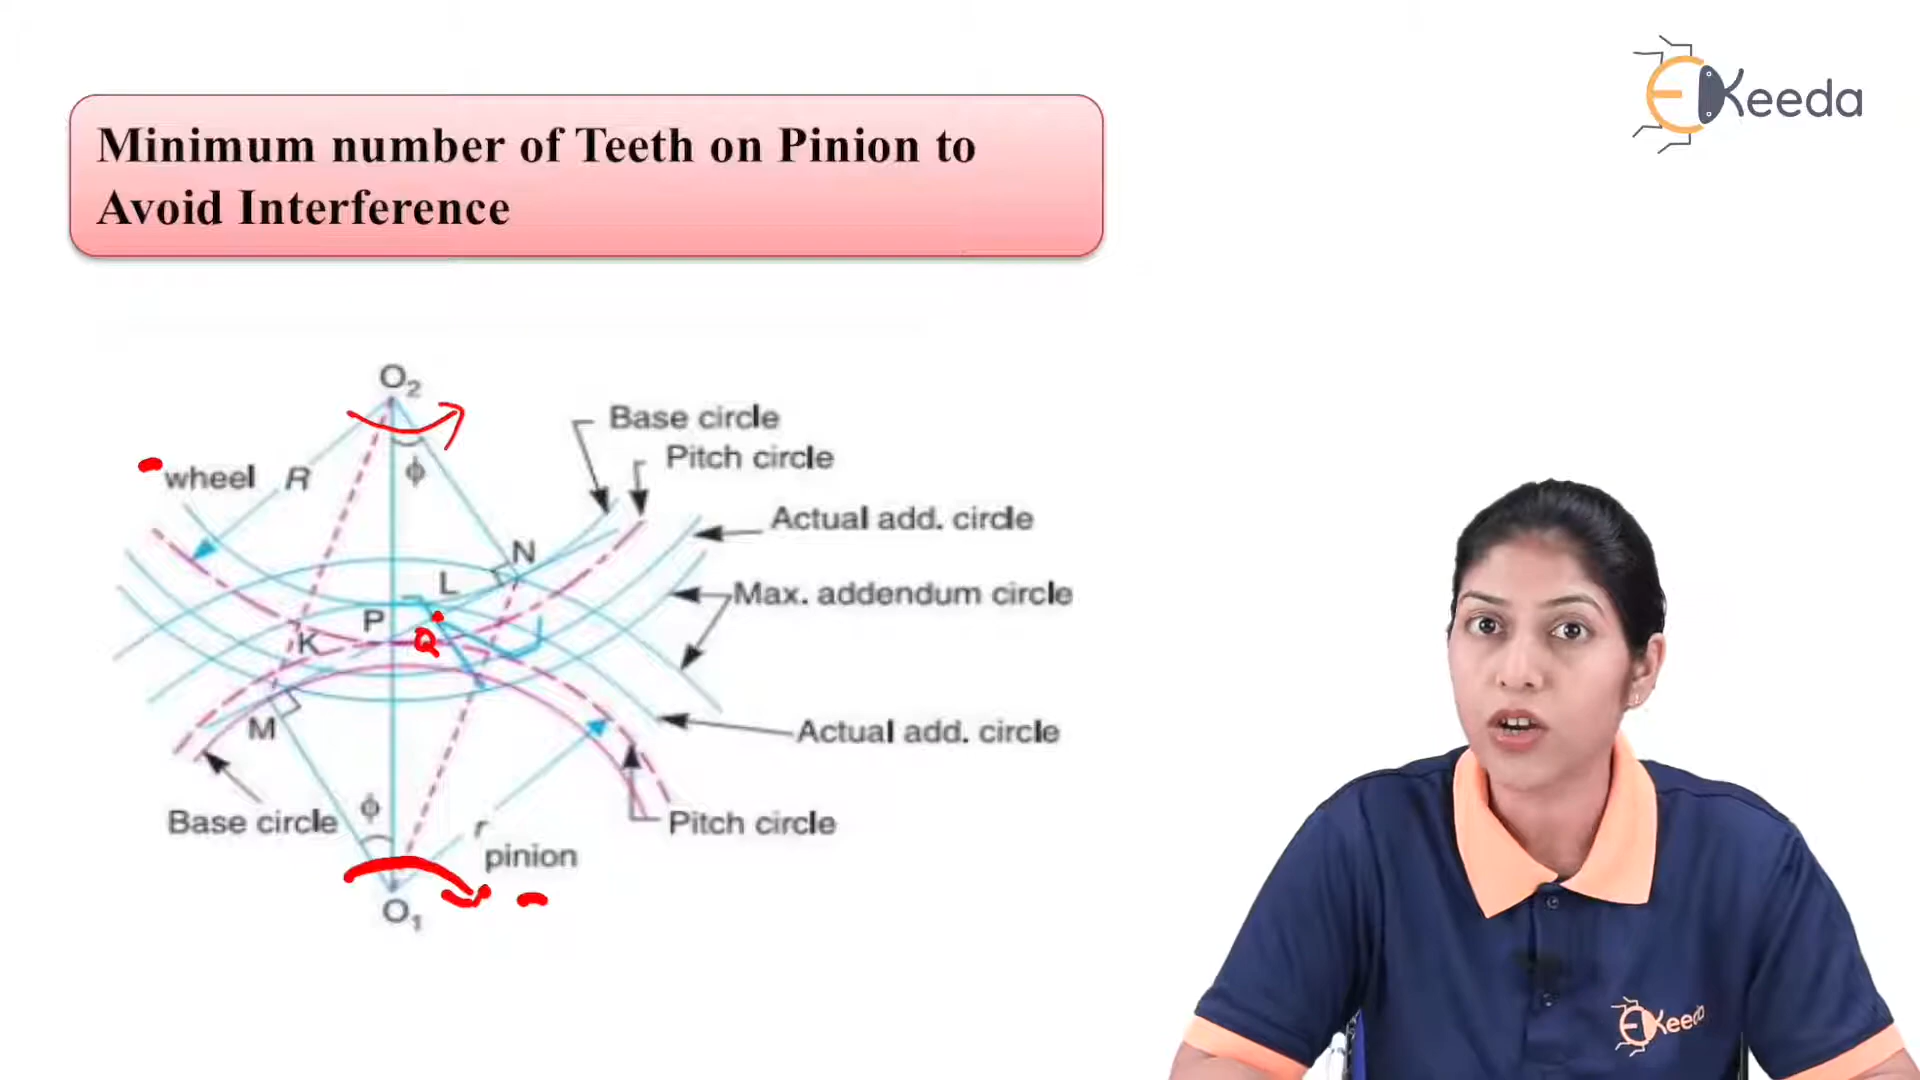 Keeda
Minimum number of Teeth on Pinion to
Avoid Interference
O2
Base circle
Pitch circle
wheel
R
ϕ
Actual add. circle
N
L
Max. addendum circle
P
K
Q
M
Actual add. circle
Base circle
ϕ
r
Pitch circle
pinion
O1
Keeda